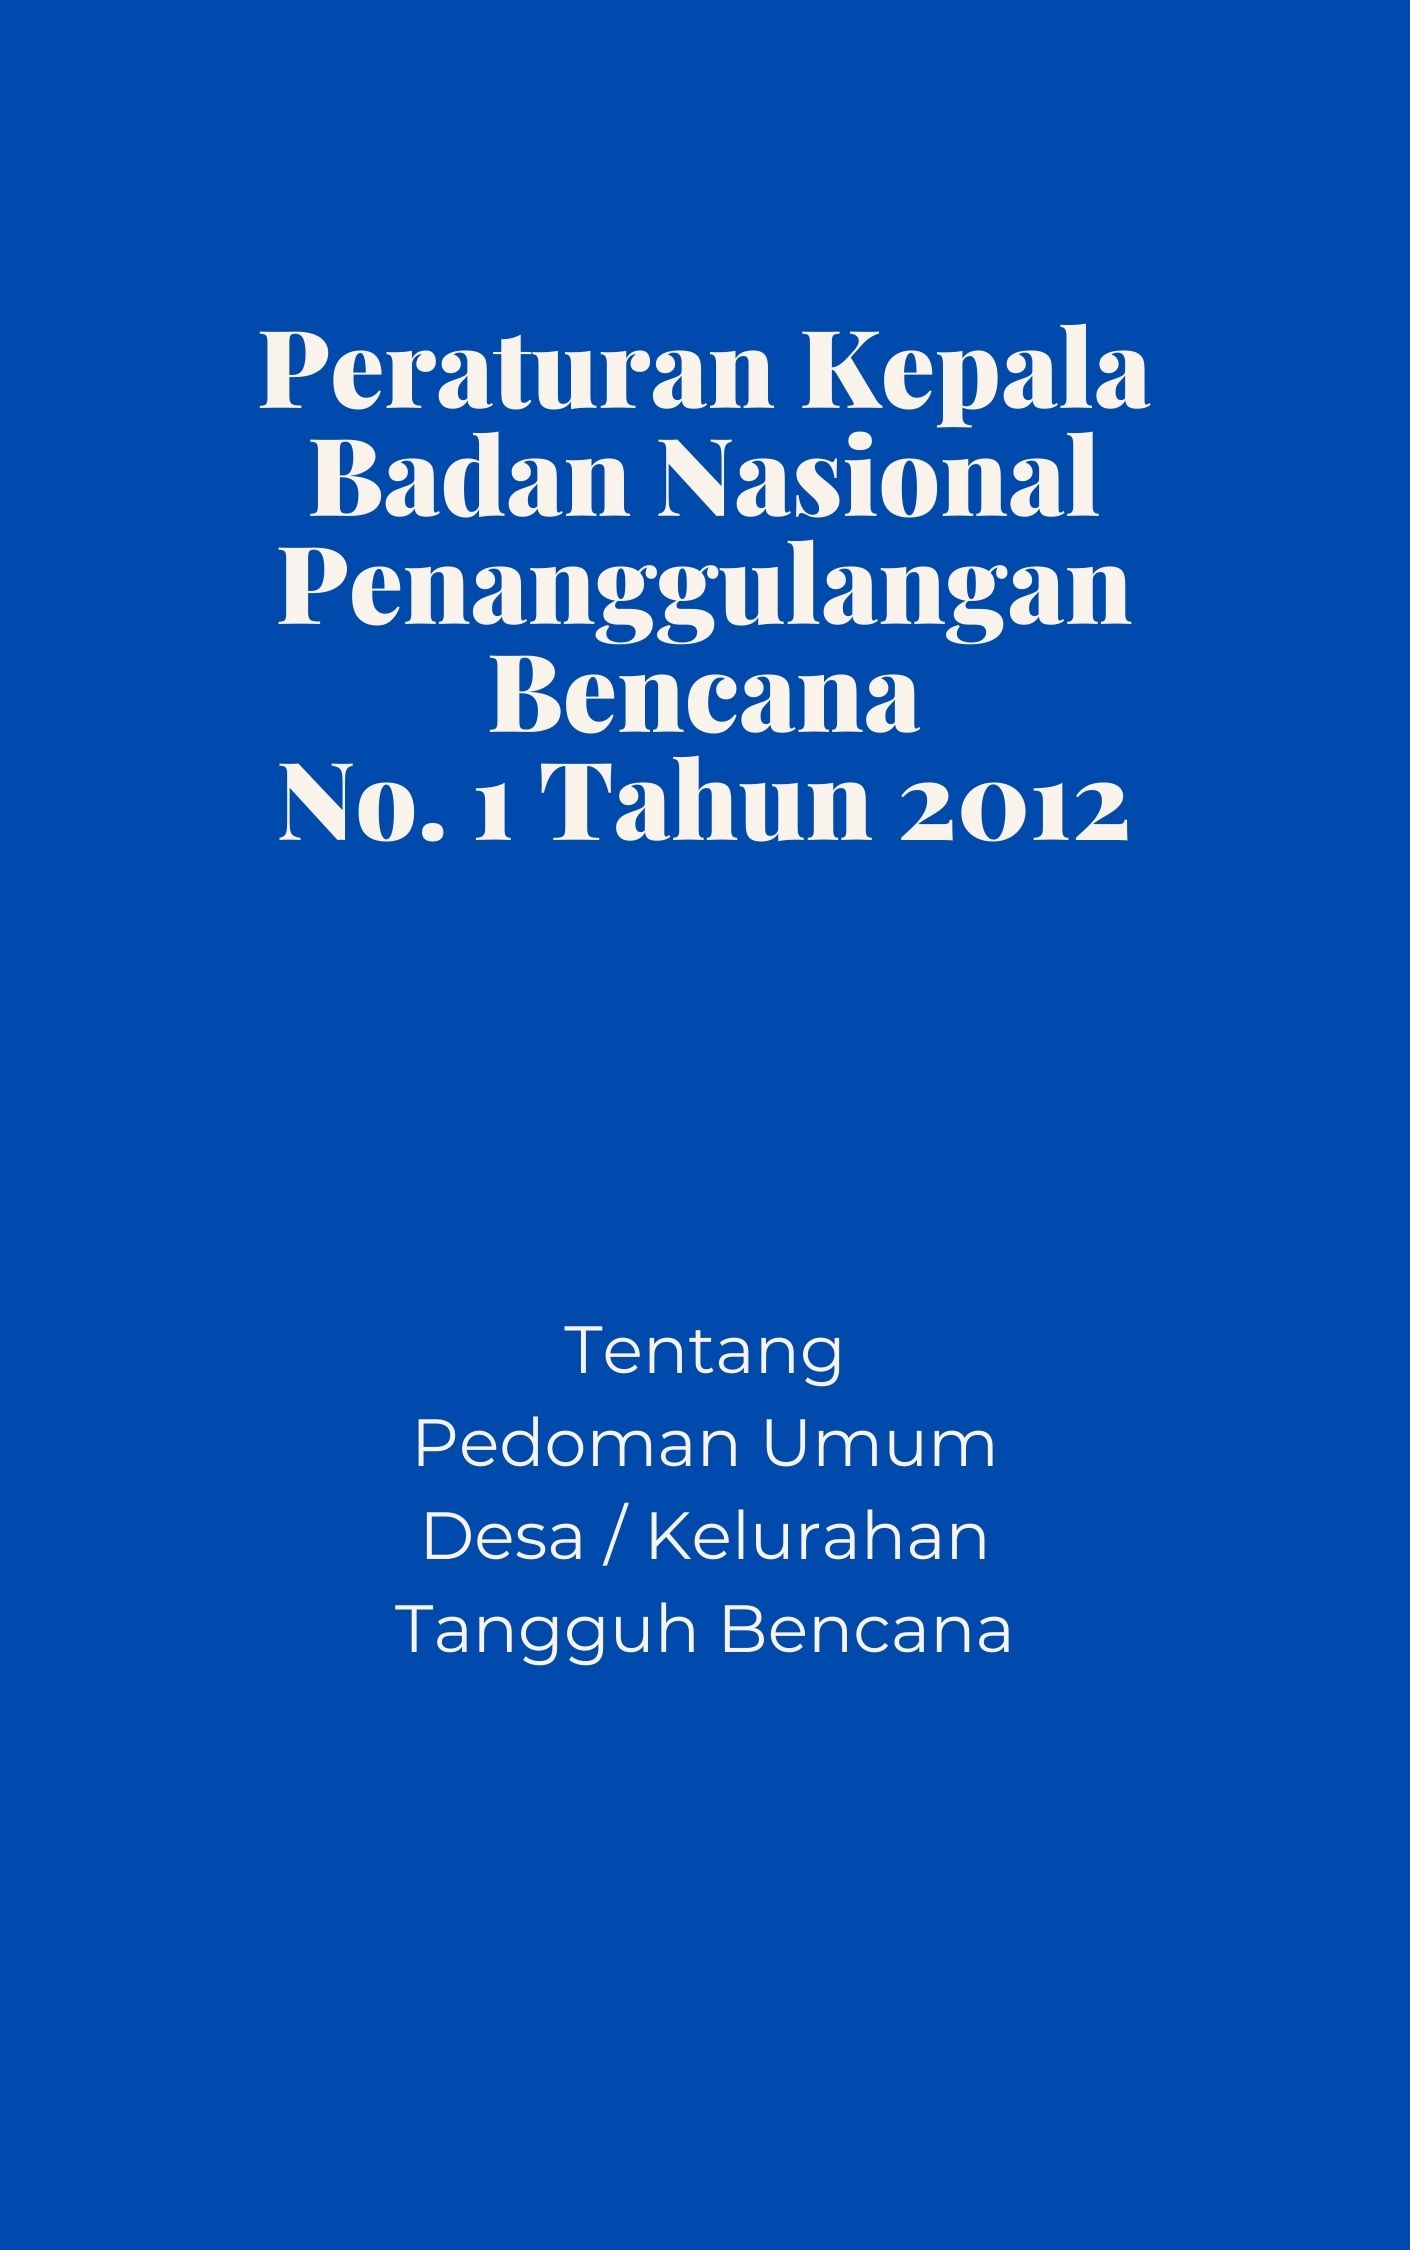 Peraturan Kepala
Badan Nasional
Penanggulangan
Bencana
No. 1 Tahun 2012
Tentang
Pedoman Umum
Desa / Kelurahan
Tangguh Bencana